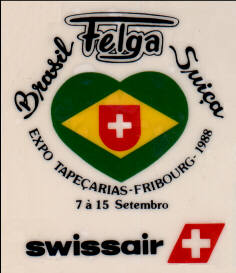 Felga
Brasil Suiça
EXPO TAPEÇARIAS-FRIBOURG-1988
7 à 15 Setembro
swissair